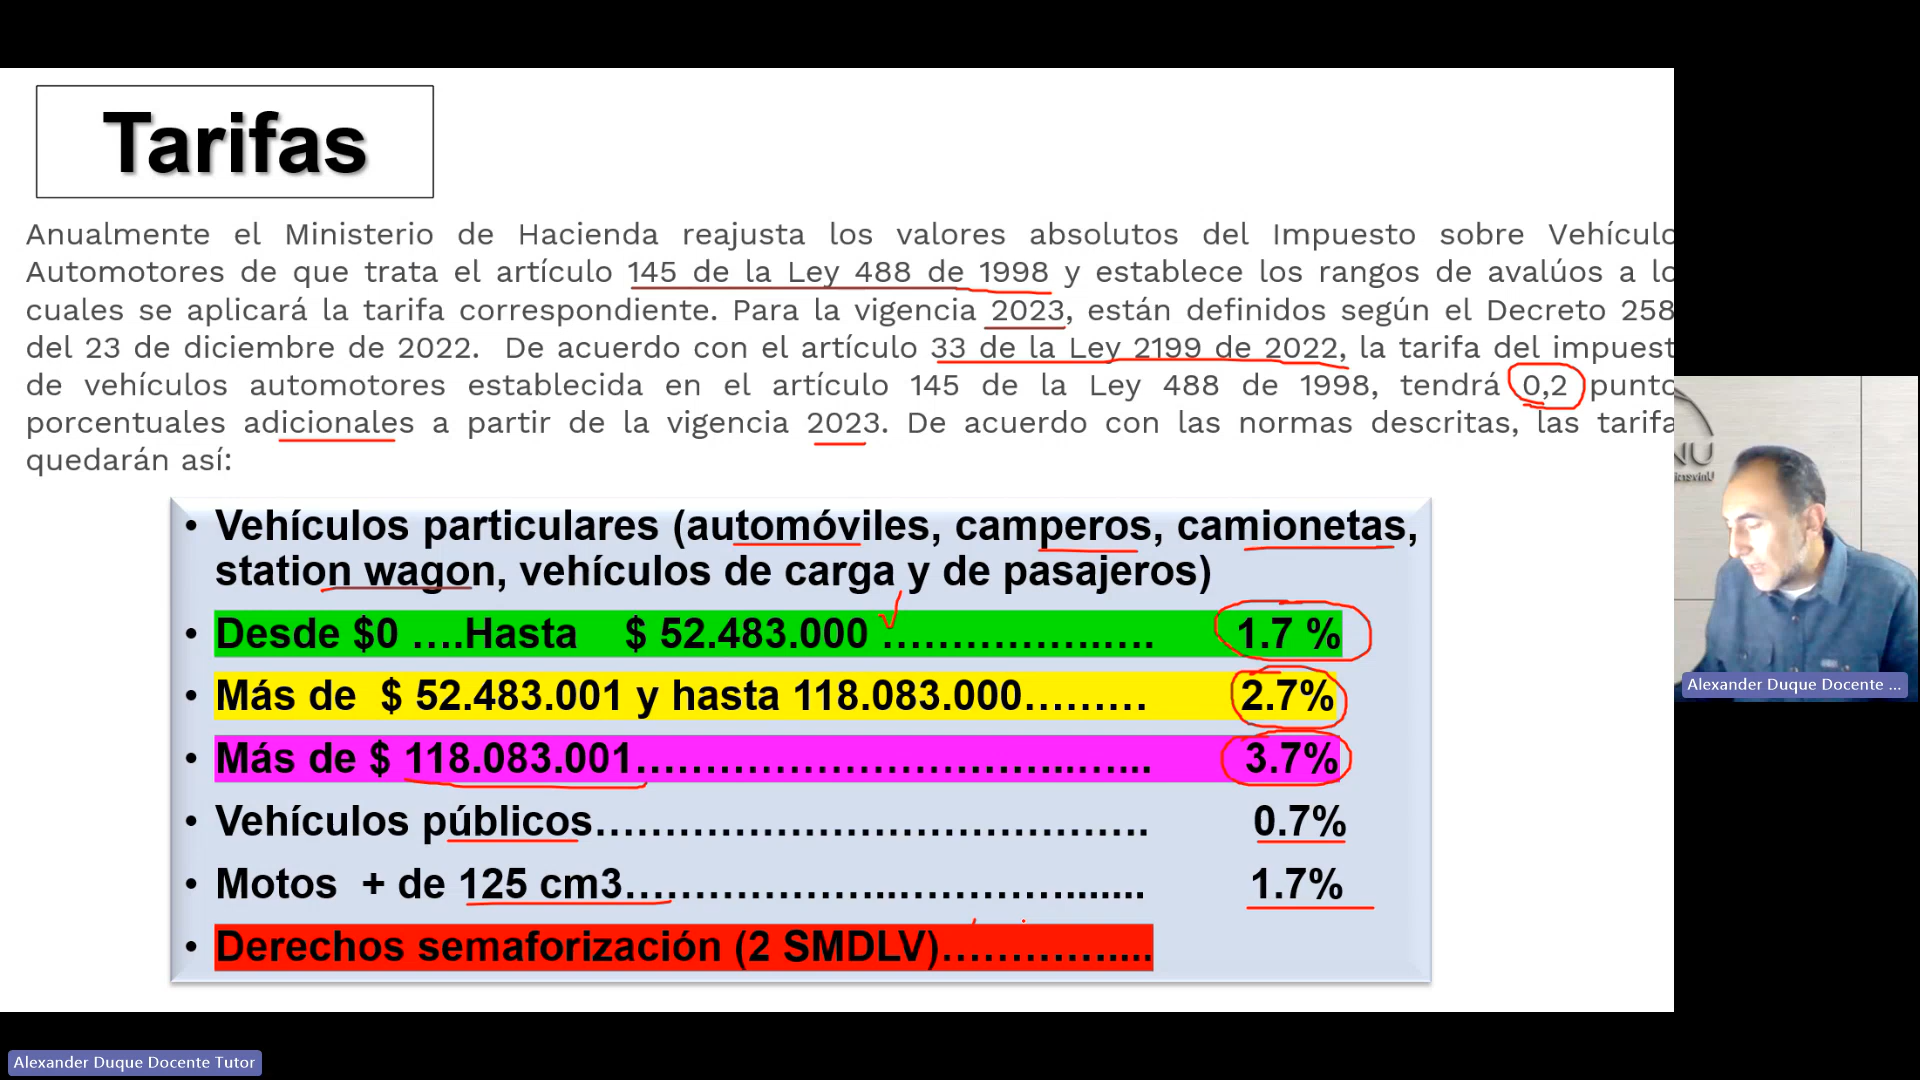 Tarifas
Anualmente el Ministerio de Hacienda reajusta los valores absolutos del Impuesto sobre Vehículo
Automotores de que trata el artículo 145 de la Ley 488 de 1998 y establece los rangos de avalúos a lo
cuales se aplicará la tarifa correspondiente. Para la vigencia 2023, están definidos según el Decreto 258
del 23 de diciembre de 2022. De acuerdo con el artículo 33 de la Ley 2199 de 2022, la tarifa del impuest
de vehículos automotores establecida en el artículo 145 de la Ley 488 de 1998, tendrá 0,2 punto
porcentuales adicionales a partir de la vigencia 2023. De acuerdo con las normas descritas, las tarifa
quedarán así:
• Vehículos particulares (automóviles, camperos, camionetas,
station wagon, vehículos de carga y de pasajeros)
• Desde $0 ....Hasta $ 52.483.000 ...................... 1.7 %
• Más de $ 52.483.001 y hasta 118.083.000......... 2.7%
• Más de $ 118.083.001..................................... 3.7%
• Vehículos públicos........................................ 0.7%
• Motos + de 125 cm3...................................... 1.7%
• Derechos semaforización (2 SMDLV)................
NU
Alexander Duque Docente ...
Alexander Duque Docente Tutor